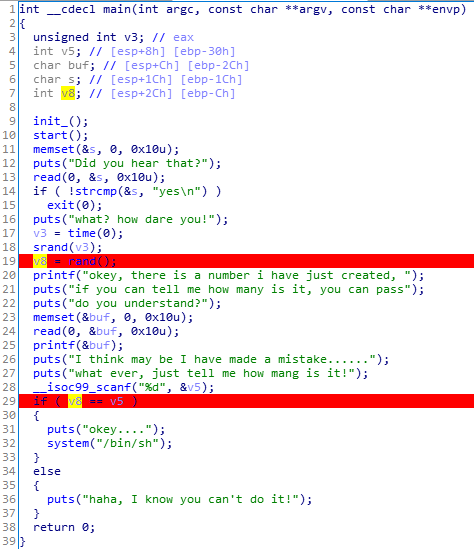 1 int __cdecl main(int argc, const char **argv, const char **envp)
2 {
3 unsigned int v3; // eax
4 int v5; // [esp+8h] [ebp-30h]
5 char buf; // [esp+Ch] [ebp-2Ch]
6 char s; // [esp+1Ch] [ebp-1Ch]
7 int v8; // [esp+2Ch] [ebp-Ch]
8
9 init_();
10 start();
11 memset(&s, 0, 0x10u);
12 puts("Did you hear that?");
13 read(0, &s, 0x10u);
14 if ( !strcmp(&s, "yes\n") )
15 exit(0);
16 puts("what? how dare you!");
17 v3 = time(0);
18 srand(v3);
19 v8 = rand();
20 printf("okey, there is a number i have just created, ");
21 puts("if you can tell me how many is it, you can pass");
22 puts("do you understand?");
23 memset(&buf, 0, 0x10u);
24 read(0, &buf, 0x10u);
25 printf(&buf);
26 puts("I think may be I have made a mistake......");
27 puts("what ever, just tell me how mang is it!");
28 __isoc99_scanf("%d", &v5);
29 if ( v8 == v5 )
30 {
31 puts("okey....");
32 system("/bin/sh");
33 }
34 else
35 {
36 puts("haha, I know you can't do it!");
37 }
38 return 0;
39 }